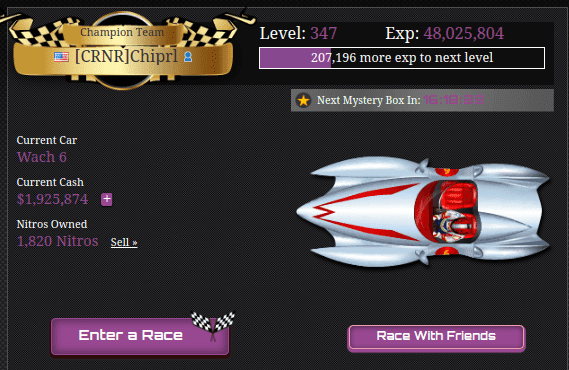 Champion Team
[CRNR]Chiprl
Level: 347 Exp: 48,025,804
207,196 more exp to next level
Next Mystery Box In:
Current Car
Wach 6
Current Cash
$1,925,874 +
Nitros Owned
1,820 Nitros Sell »
Enter a Race
Race With Friends